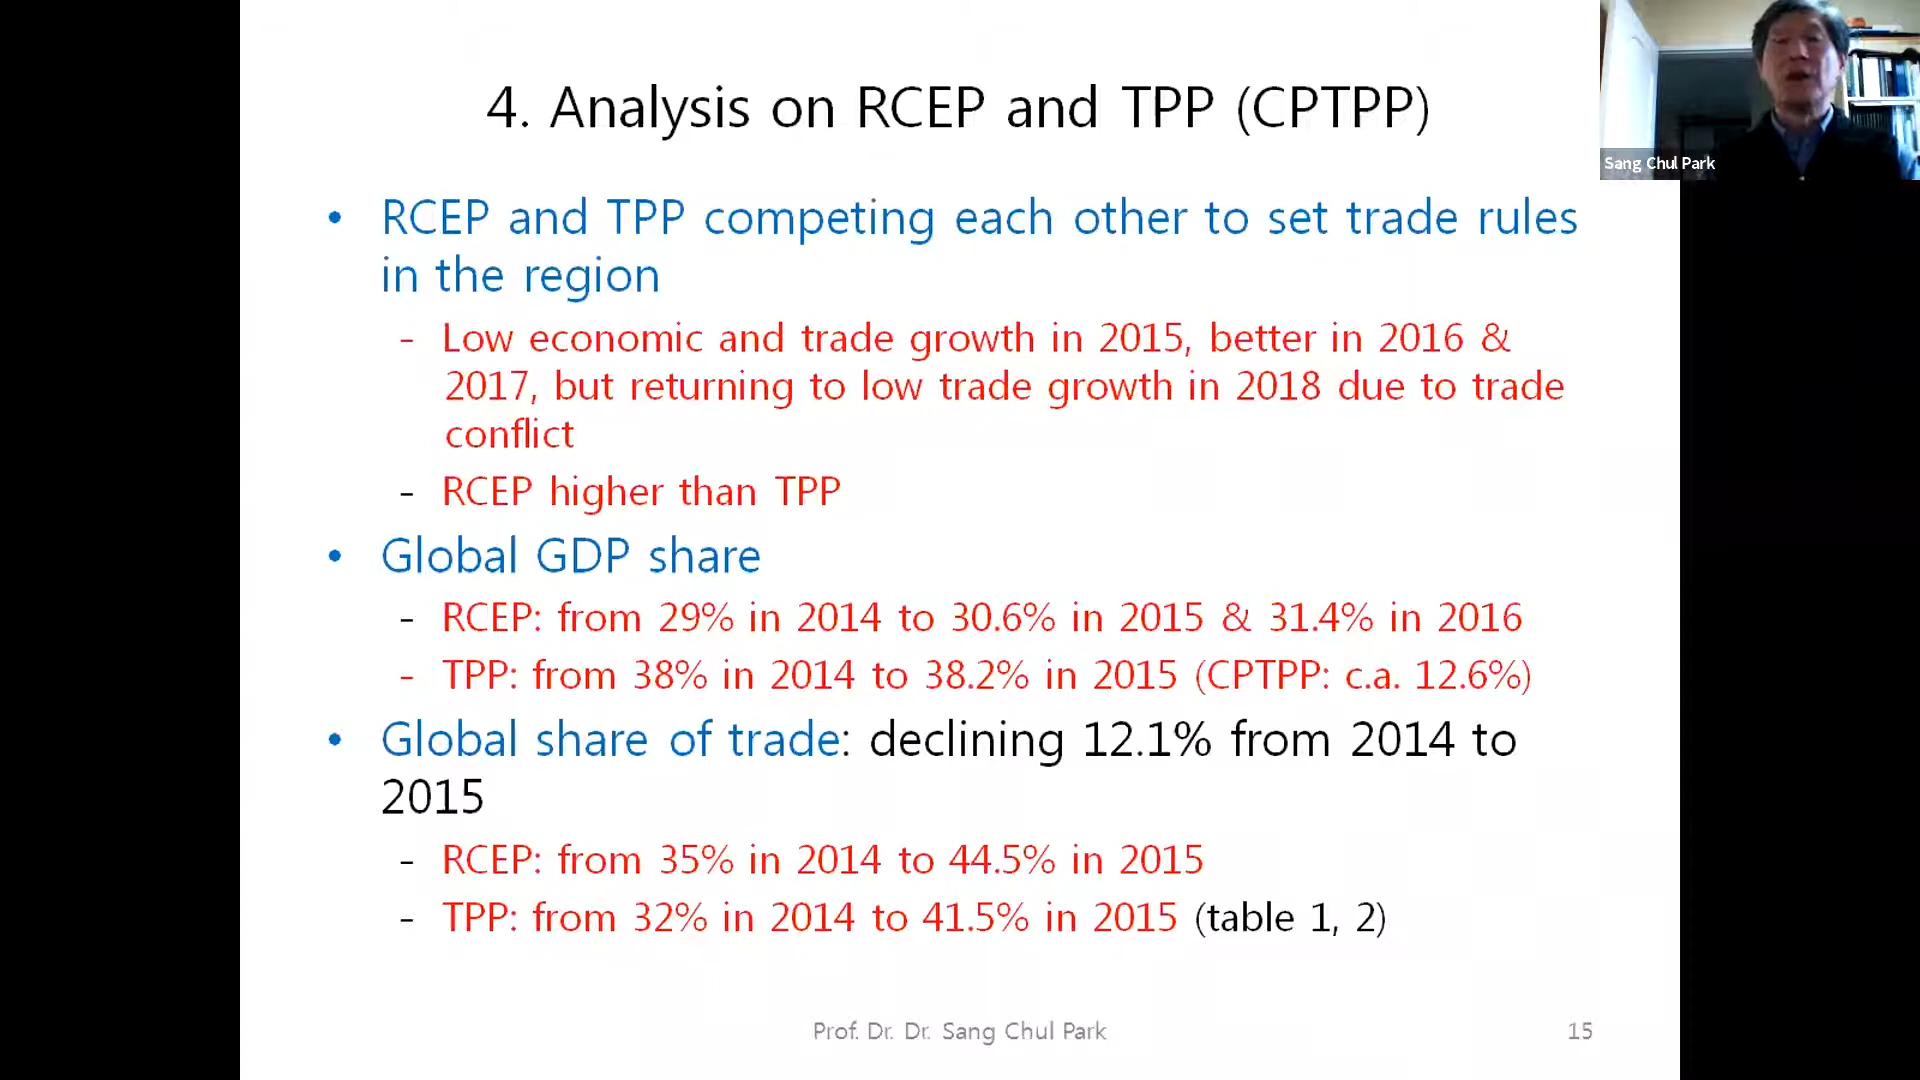 4. Analysis on RCEP and TPP (CPTPP)
Sang Chul Park
• RCEP and TPP competing each other to set trade rules
in the region
- Low economic and trade growth in 2015, better in 2016 &
2017, but returning to low trade growth in 2018 due to trade
conflict
- RCEP higher than TPP
• Global GDP share
- RCEP: from 29% in 2014 to 30.6% in 2015 & 31.4% in 2016
- TPP: from 38% in 2014 to 38.2% in 2015 (CPTPP: c.a. 12.6%)
• Global share of trade: declining 12.1% from 2014 to
2015
- RCEP: from 35% in 2014 to 44.5% in 2015
- TPP: from 32% in 2014 to 41.5% in 2015 (table 1, 2)
Prof. Dr. Dr. Sang Chul Park
15